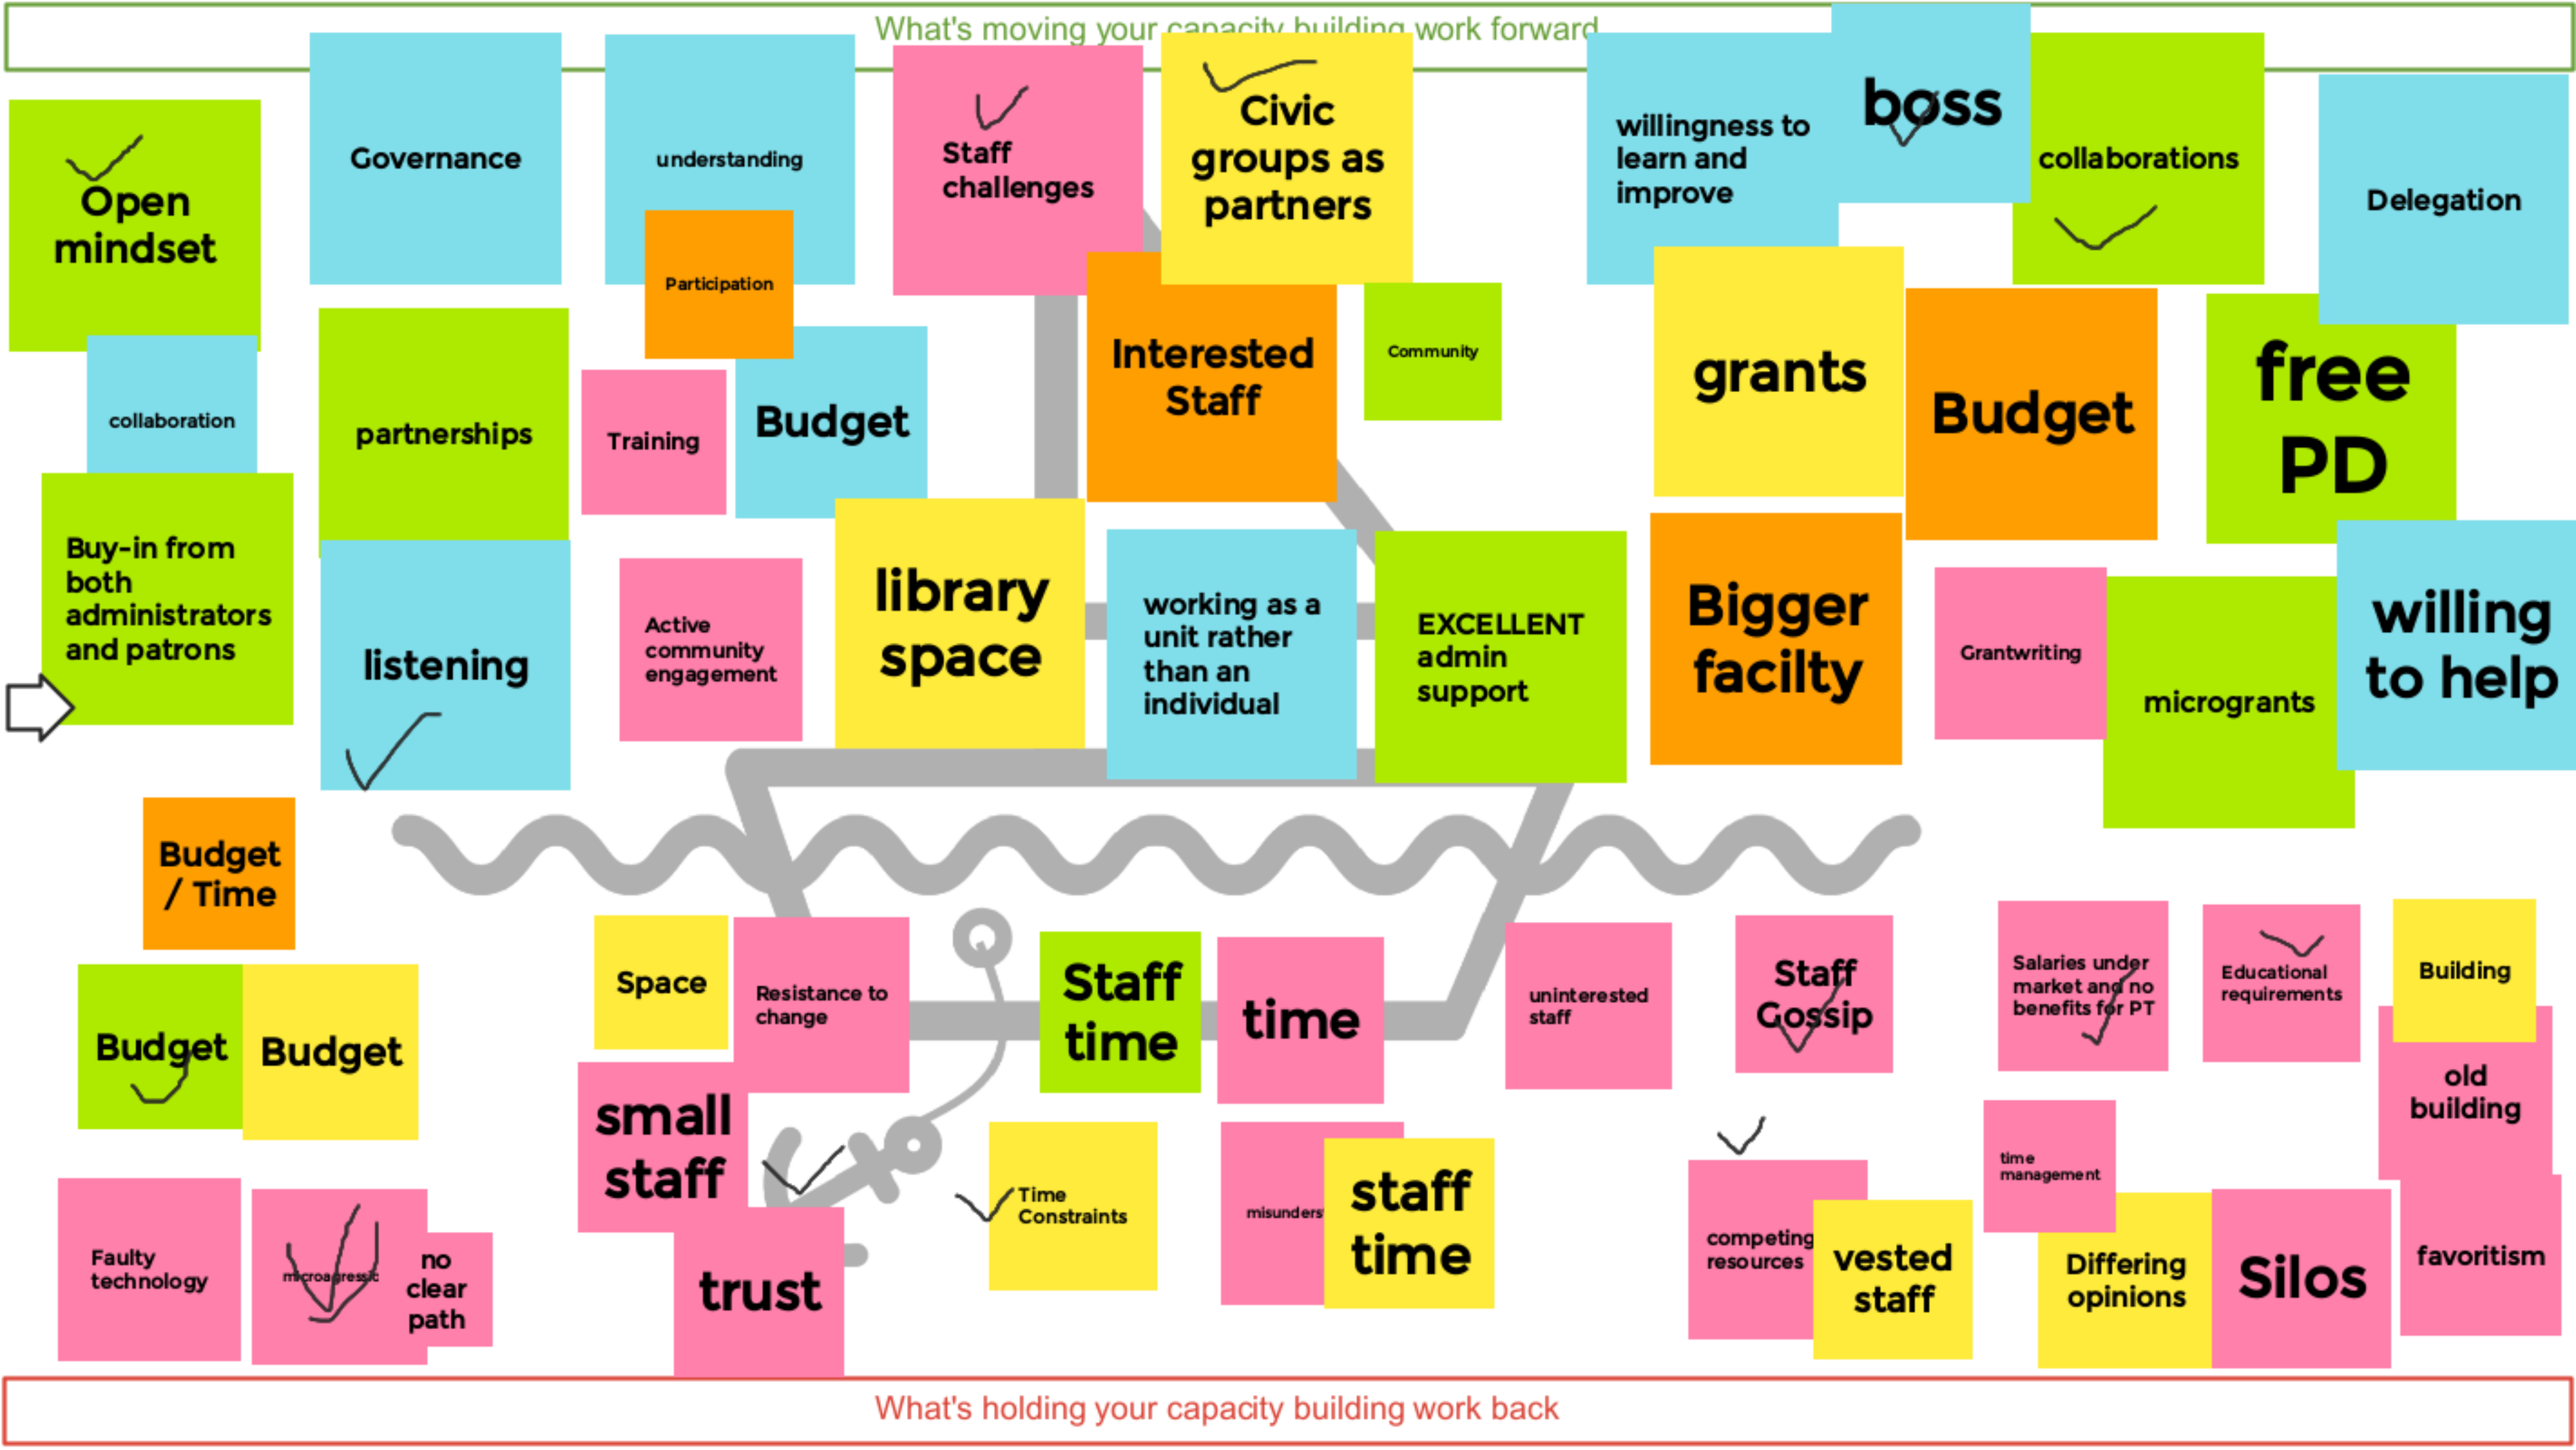 What's moving your capacity building work forward
Open
mindset
Governance
understanding
Staff
challenges
Civic
groups as
partners
willingness to
learn and
improve
boss
collaborations
Delegation
Participation
collaboration
partnerships
Training
Budget
Interested
Staff
Community
grants
Budget
free
PD
Buy-in from
both
administrators
and patrons
listening
Active
community
engagement
library
space
working as a
unit rather
than an
individual
EXCELLENT
admin
support
Bigger
facilty
Grantwriting
microgrants
willing
to help
Budget
/ Time
Budget
Budget
Space
Resistance to
change
Staff
time
time
uninterested
staff
Staff
Gossip
Salaries under
market and no
benefits for PT
Educational
requirements
Building
old
building
small
staff
trust
Time
Constraints
staff
time
competing
resources
vested
staff
time
management
Differing
opinions
Silos
favoritism
Faulty
technology
no
clear
path
What's holding your capacity building work back